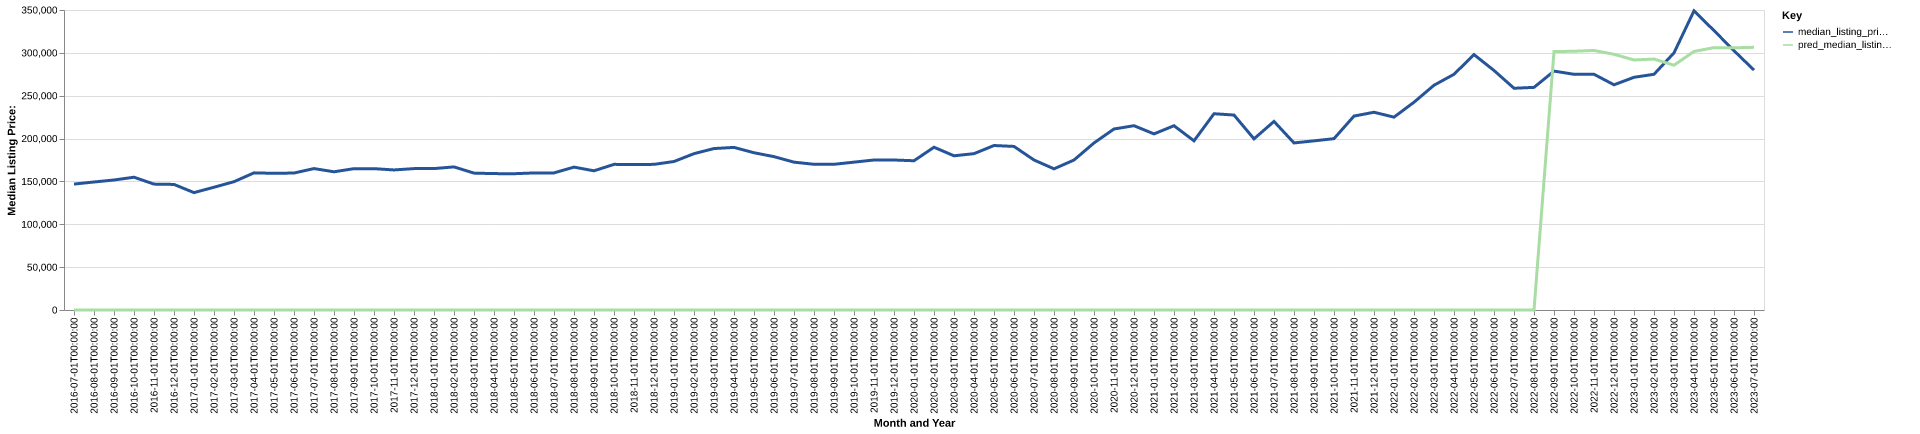 350,000
300,000
250,000
200,000
150,000
100,000
50,000
0
Median Listing Price:
2016-07-01T00:00:00
2016-08-01T00:00:00
2016-09-01T00:00:00
2016-10-01T00:00:00
2016-11-01T00:00:00
2016-12-01T00:00:00
2017-01-01T00:00:00
2017-02-01T00:00:00
2017-03-01T00:00:00
2017-04-01T00:00:00
2017-05-01T00:00:00
2017-06-01T00:00:00
2017-07-01T00:00:00
2017-08-01T00:00:00
2017-09-01T00:00:00
2017-10-01T00:00:00
2017-11-01T00:00:00
2017-12-01T00:00:00
2018-01-01T00:00:00
2018-02-01T00:00:00
2018-03-01T00:00:00
2018-04-01T00:00:00
2018-05-01T00:00:00
2018-06-01T00:00:00
2018-07-01T00:00:00
2018-08-01T00:00:00
2018-09-01T00:00:00
2018-10-01T00:00:00
2018-11-01T00:00:00
2018-12-01T00:00:00
2019-01-01T00:00:00
2019-02-01T00:00:00
2019-03-01T00:00:00
2019-04-01T00:00:00
2019-05-01T00:00:00
2019-06-01T00:00:00
2019-07-01T00:00:00
2019-08-01T00:00:00
2019-09-01T00:00:00
2019-10-01T00:00:00
2019-11-01T00:00:00
2019-12-01T00:00:00
2020-01-01T00:00:00
2020-02-01T00:00:00
2020-03-01T00:00:00
2020-04-01T00:00:00
2020-05-01T00:00:00
2020-06-01T00:00:00
2020-07-01T00:00:00
2020-08-01T00:00:00
2020-09-01T00:00:00
2020-10-01T00:00:00
2020-11-01T00:00:00
2020-12-01T00:00:00
2021-01-01T00:00:00
2021-02-01T00:00:00
2021-03-01T00:00:00
2021-04-01T00:00:00
2021-05-01T00:00:00
2021-06-01T00:00:00
2021-07-01T00:00:00
2021-08-01T00:00:00
2021-09-01T00:00:00
2021-10-01T00:00:00
2021-11-01T00:00:00
2021-12-01T00:00:00
2022-01-01T00:00:00
2022-02-01T00:00:00
2022-03-01T00:00:00
2022-04-01T00:00:00
2022-05-01T00:00:00
2022-06-01T00:00:00
2022-07-01T00:00:00
2022-08-01T00:00:00
2022-09-01T00:00:00
2022-10-01T00:00:00
2022-11-01T00:00:00
2022-12-01T00:00:00
2023-01-01T00:00:00
2023-02-01T00:00:00
2023-03-01T00:00:00
2023-04-01T00:00:00
2023-05-01T00:00:00
2023-06-01T00:00:00
2023-07-01T00:00:00
Month and Year
Key
median_listing_pri…
pred_median_listin…